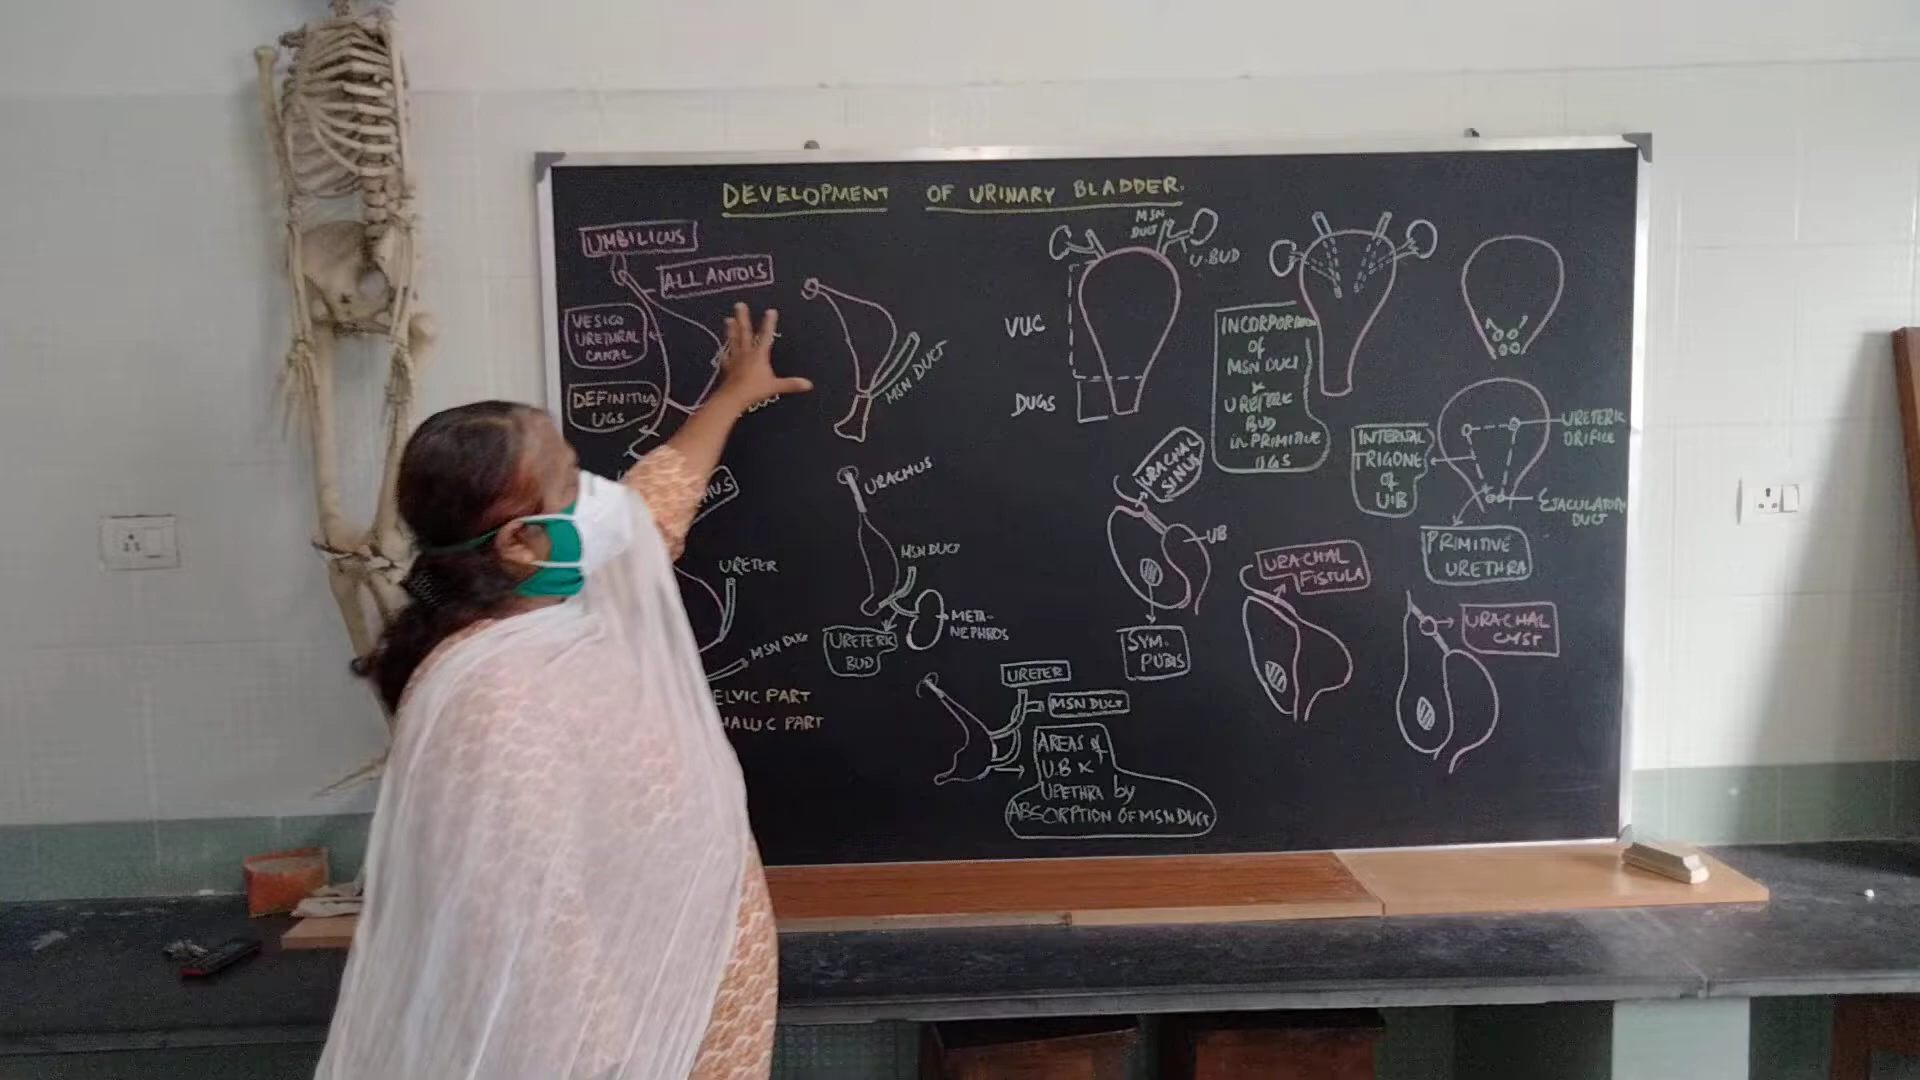 DEVELOPMENT OF URINARY BLADDER.
UMBILICUS
ALLANTOIS
VESICO
URETHRAL
CANAL
DEFINITIVE
UGS
MSN DUCT
URACHUS
MSN DUCT
META-
NEPHROS
URETERIC
BUD
URETER
MSN DUCT
ELVIC PART
HALLIC PART
URETER
MSN DUCT
AREAS of
U.B &
URETHRA by
ABSORPTION OF MSN DUCT
MSN
DUCT
U.BUD
V.U.C
DUGS
INCORPORATION
OF
MSN DUCT
&
URETERIC
BUD
in PRIMITIVE
UGS
INTERNAL
TRIGONE
of
UB
URETERIC
ORIFICE
EJACULATORY
DUCT
PRIMITIVE
URETHRA
URACHAL
SINUS
UB
SYM.
PUBIS
URACHAL
FISTULA
URACHAL
CYST